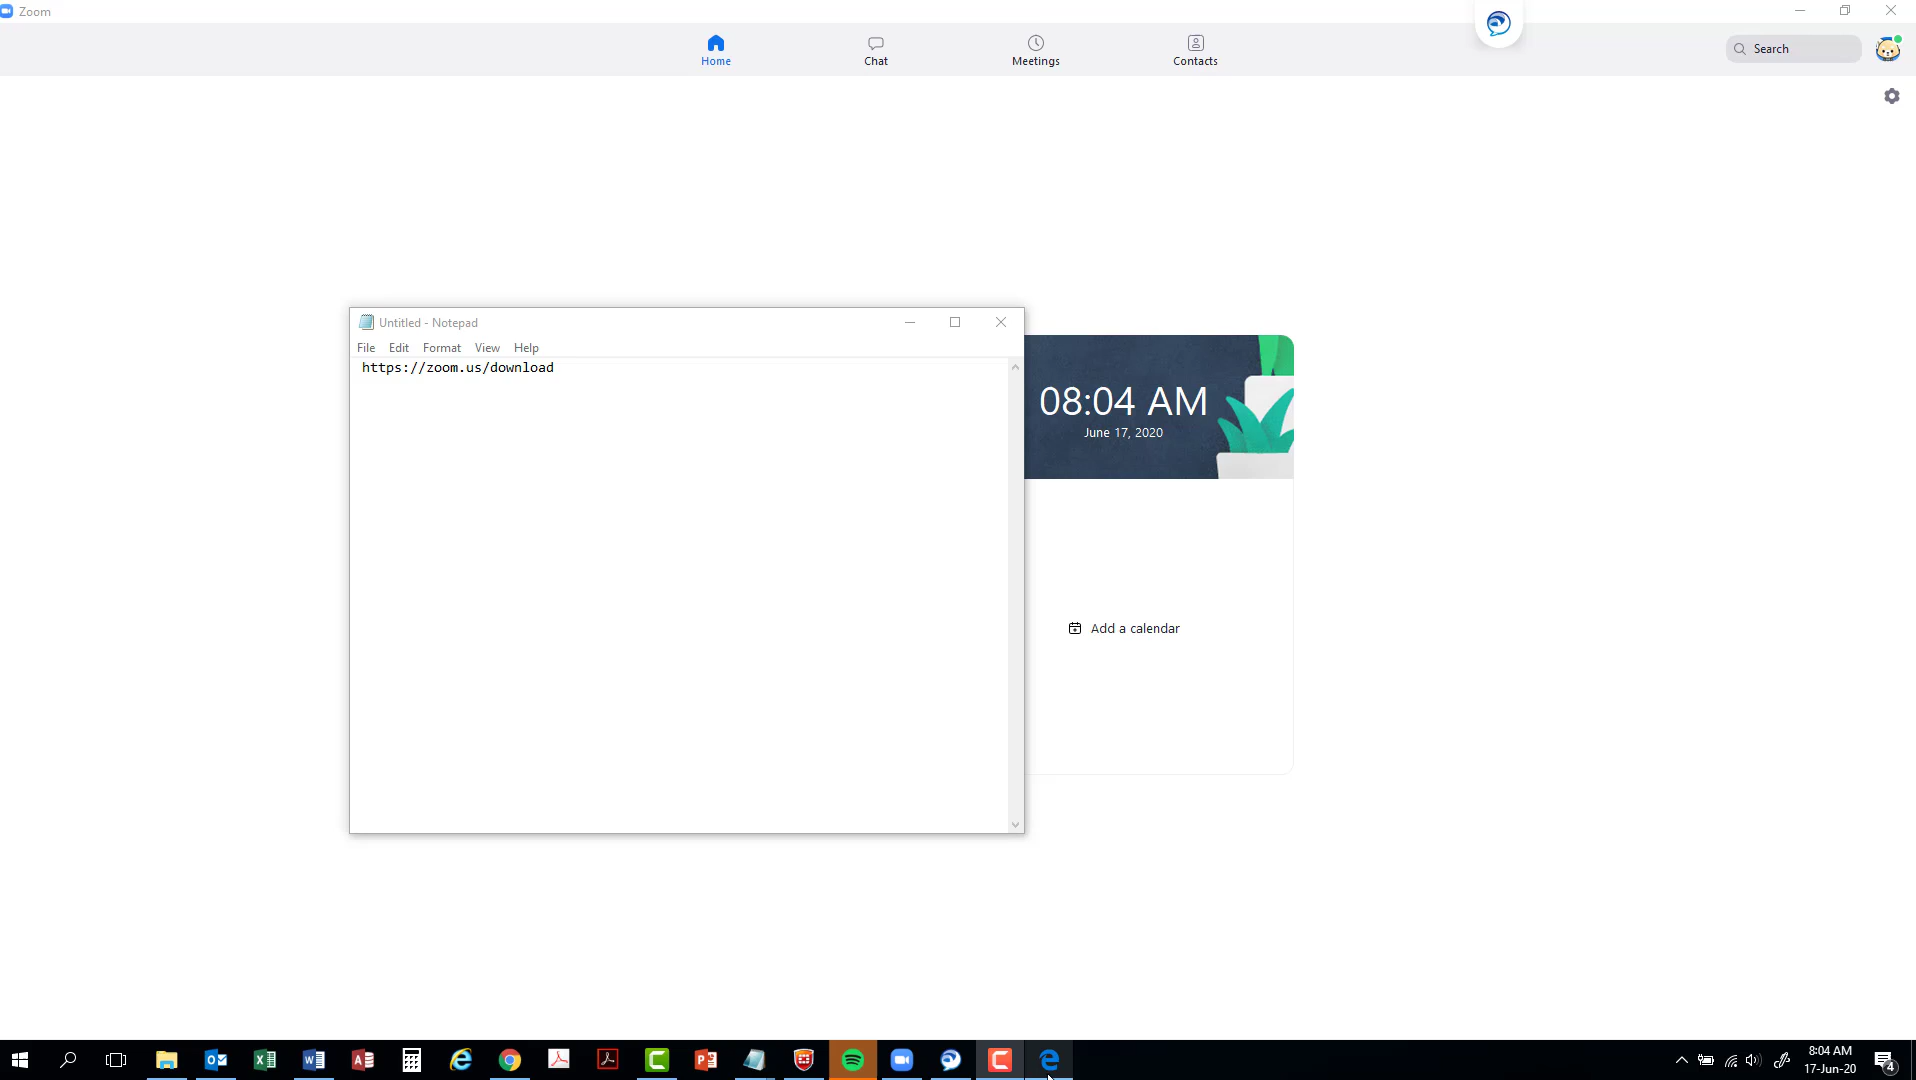 Zoom
Home
Chat
Meetings
Contacts
Search
Untitled - Notepad
File Edit Format View Help
https://zoom.us/download
08:04 AM
June 17, 2020
Add a calendar
8:04 AM
17-Jun-20
4